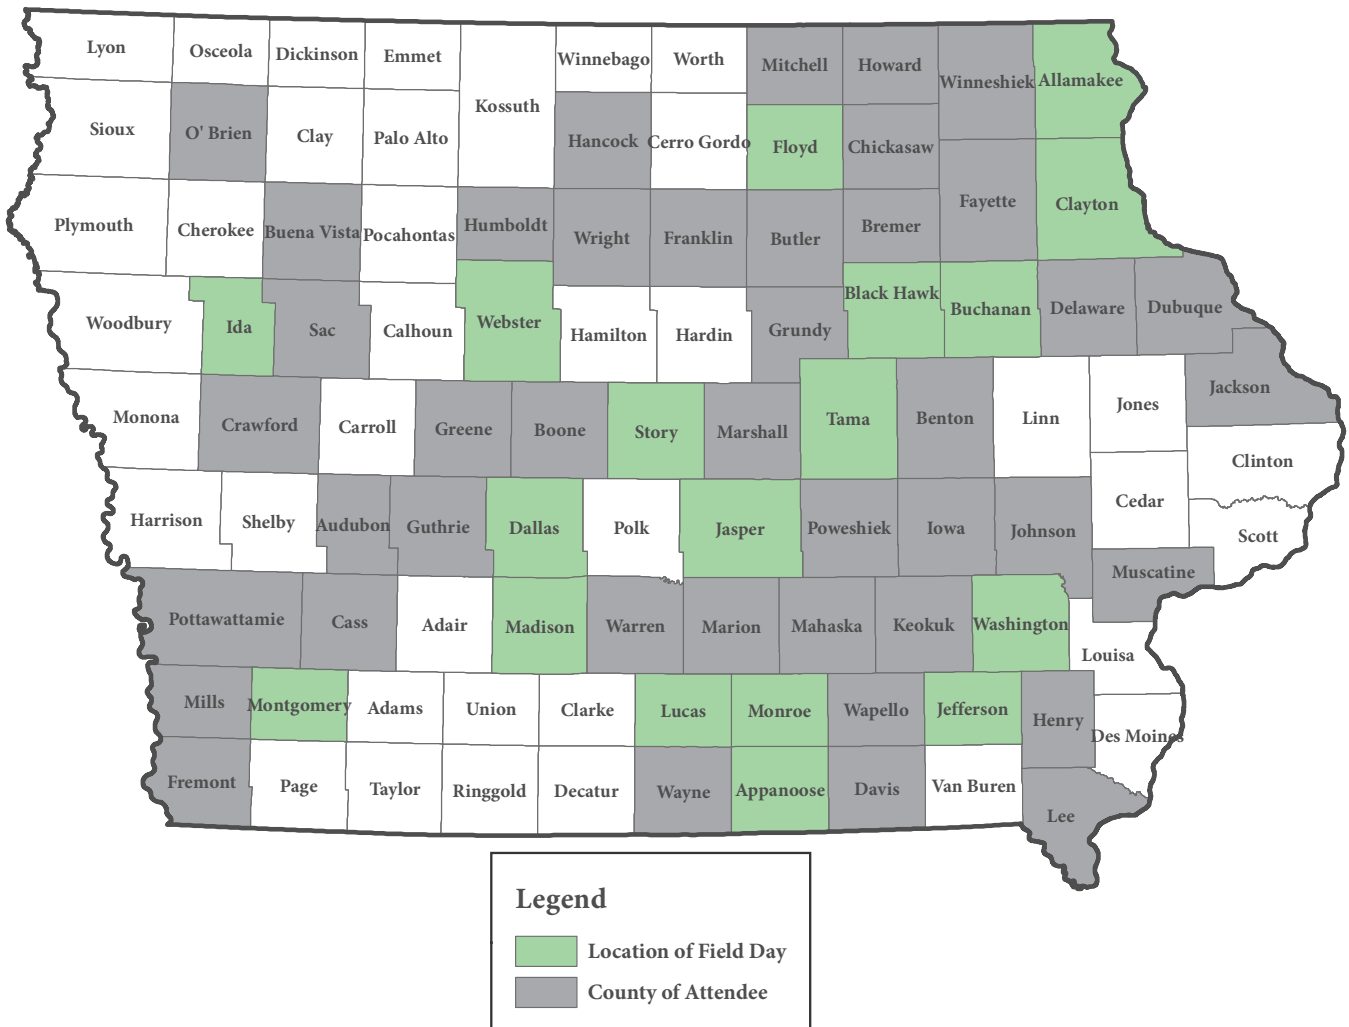 Lyon
Osceola
Dickinson
Emmet
Kossuth
Winnebago
Worth
Mitchell
Howard
Winneshiek
Allamakee
Sioux
O' Brien
Clay
Palo Alto
Hancock
Cerro Gordo
Floyd
Chickasaw
Fayette
Clayton
Plymouth
Cherokee
Buena Vista
Pocahontas
Humboldt
Wright
Franklin
Butler
Bremer
Woodbury
Ida
Sac
Calhoun
Webster
Hamilton
Hardin
Grundy
Black Hawk
Buchanan
Delaware
Dubuque
Monona
Crawford
Carroll
Greene
Boone
Story
Marshall
Tama
Benton
Linn
Jones
Jackson
Clinton
Harrison
Shelby
Audubon
Guthrie
Dallas
Polk
Jasper
Poweshiek
Iowa
Johnson
Cedar
Scott
Muscatine
Pottawattamie
Cass
Adair
Madison
Warren
Marion
Mahaska
Keokuk
Washington
Louisa
Mills
Montgomery
Adams
Union
Clarke
Lucas
Monroe
Wapello
Jefferson
Henry
Des Moines
Fremont
Page
Taylor
Ringgold
Decatur
Wayne
Appanoose
Davis
Van Buren
Lee
Legend
Location of Field Day
County of Attendee